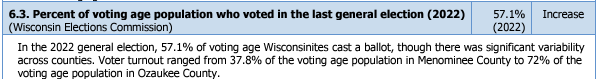 6.3. Percent of voting age population who voted in the last general election (2022) 57.1% Increase
(Wisconsin Elections Commission) (2022)
In the 2022 general election, 57.1% of voting age Wisconsinites cast a ballot, though there was significant variability
across counties. Voter turnout ranged from 37.8% of the voting age population in Menominee County to 72% of the
voting age population in Ozaukee County.